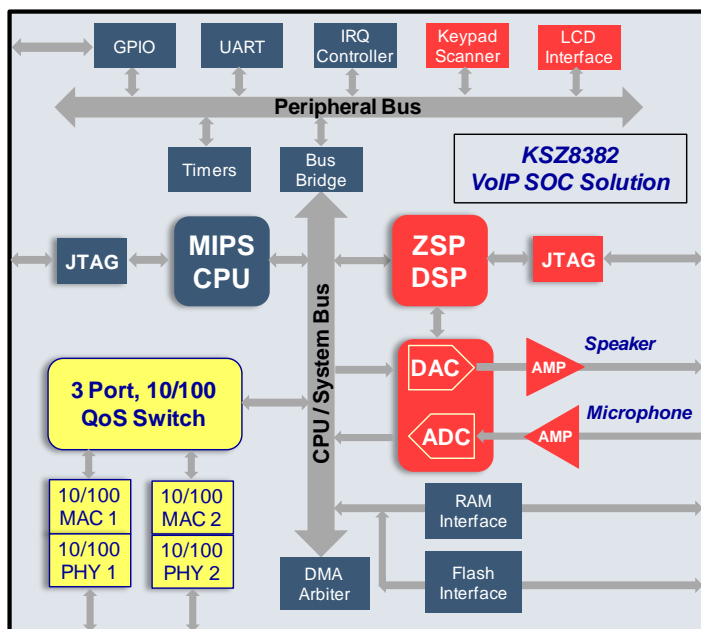 GPIO
UART
IRQ
Controller
Keypad
Scanner
LCD
Interface
Peripheral Bus
Timers
Bus
Bridge
KSZ8382
VoIP SOC Solution
JTAG
MIPS
CPU
ZSP
DSP
JTAG
CPU / System Bus
DAC
AMP
Speaker
3 Port, 10/100
QoS Switch
ADC
AMP
Microphone
10/100
MAC 1
10/100
MAC 2
10/100
PHY 1
10/100
PHY 2
RAM
Interface
DMA
Arbiter
Flash
Interface